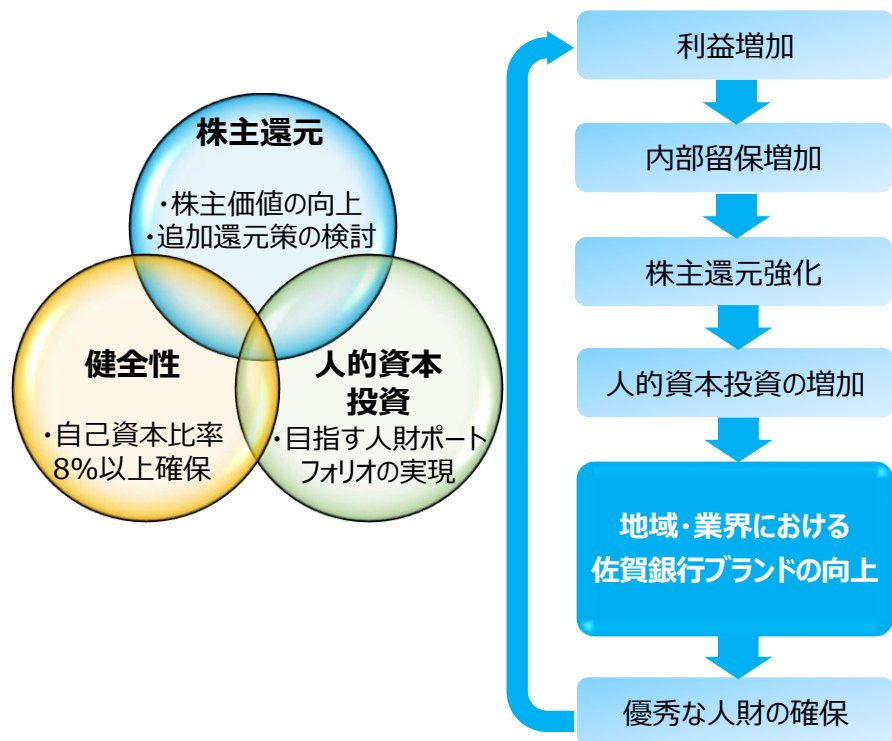 株主還元
・株主価値の向上
・追加還元策の検討
健全性
・自己資本比率
8%以上確保
人的資本
投資
・目指す人財ポート
フォリオの実現
利益増加
内部留保増加
株主還元強化
人的資本投資の増加
地域・業界における
佐賀銀行ブランドの向上
優秀な人財の確保